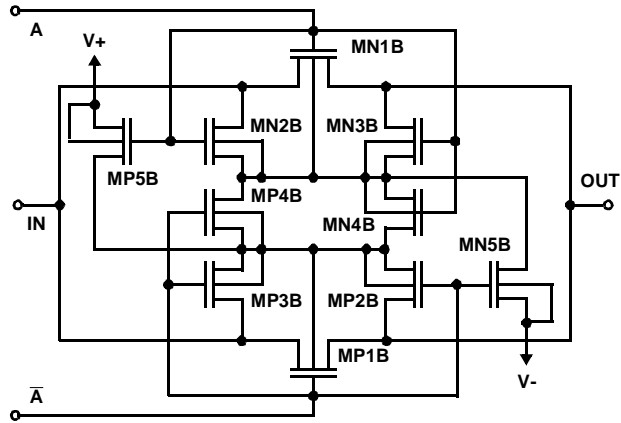 A
V+
MN1B
MN2B
MN3B
MP5B
MP4B
OUT
IN
MN4B
MN5B
MP3B
MP2B
MP1B
V-
A̅